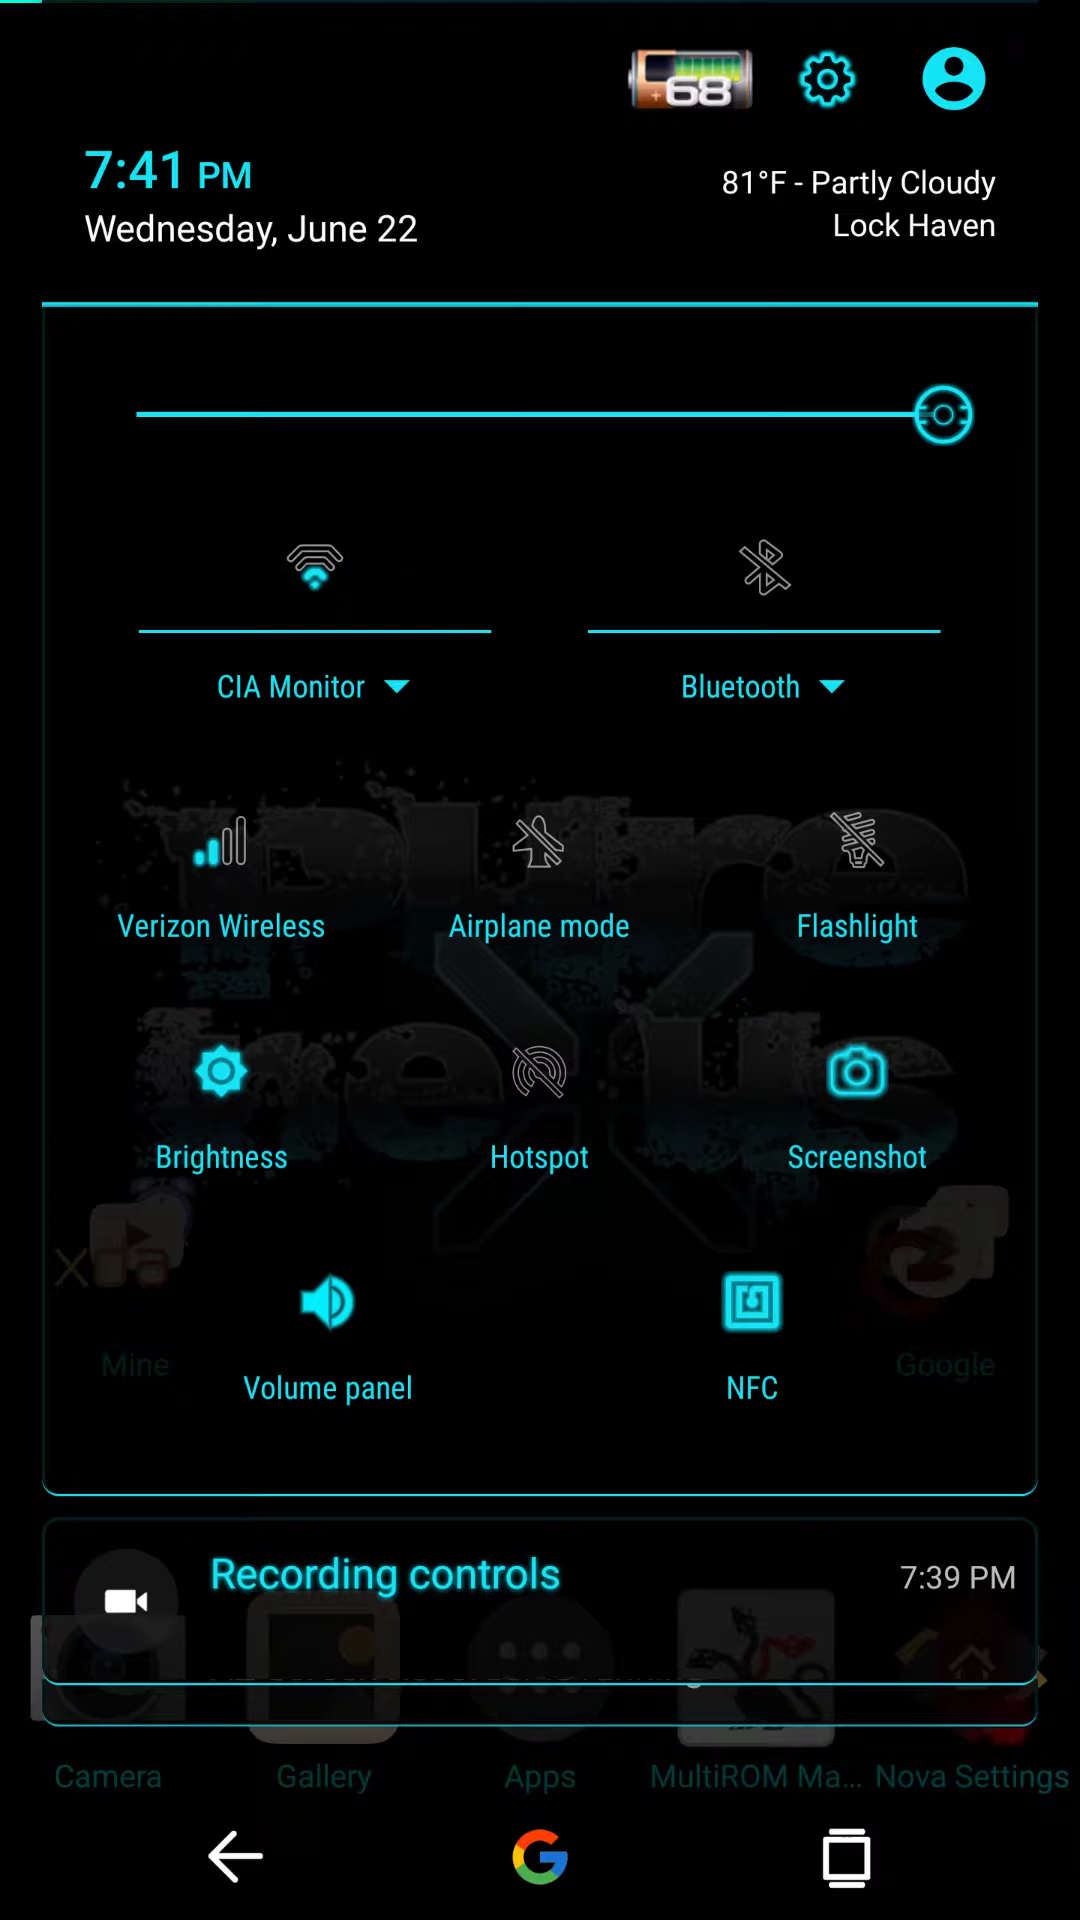 68
7:41 PM
Wednesday, June 22
81°F - Partly Cloudy
Lock Haven
CIA Monitor
Bluetooth
Verizon Wireless
Airplane mode
Flashlight
pure
nexus
Brightness
Hotspot
Screenshot
Mine
Google
Volume panel
NFC
Recording controls
7:39 PM
Camera
Gallery
Apps
MultiROM Ma...
Nova Settings